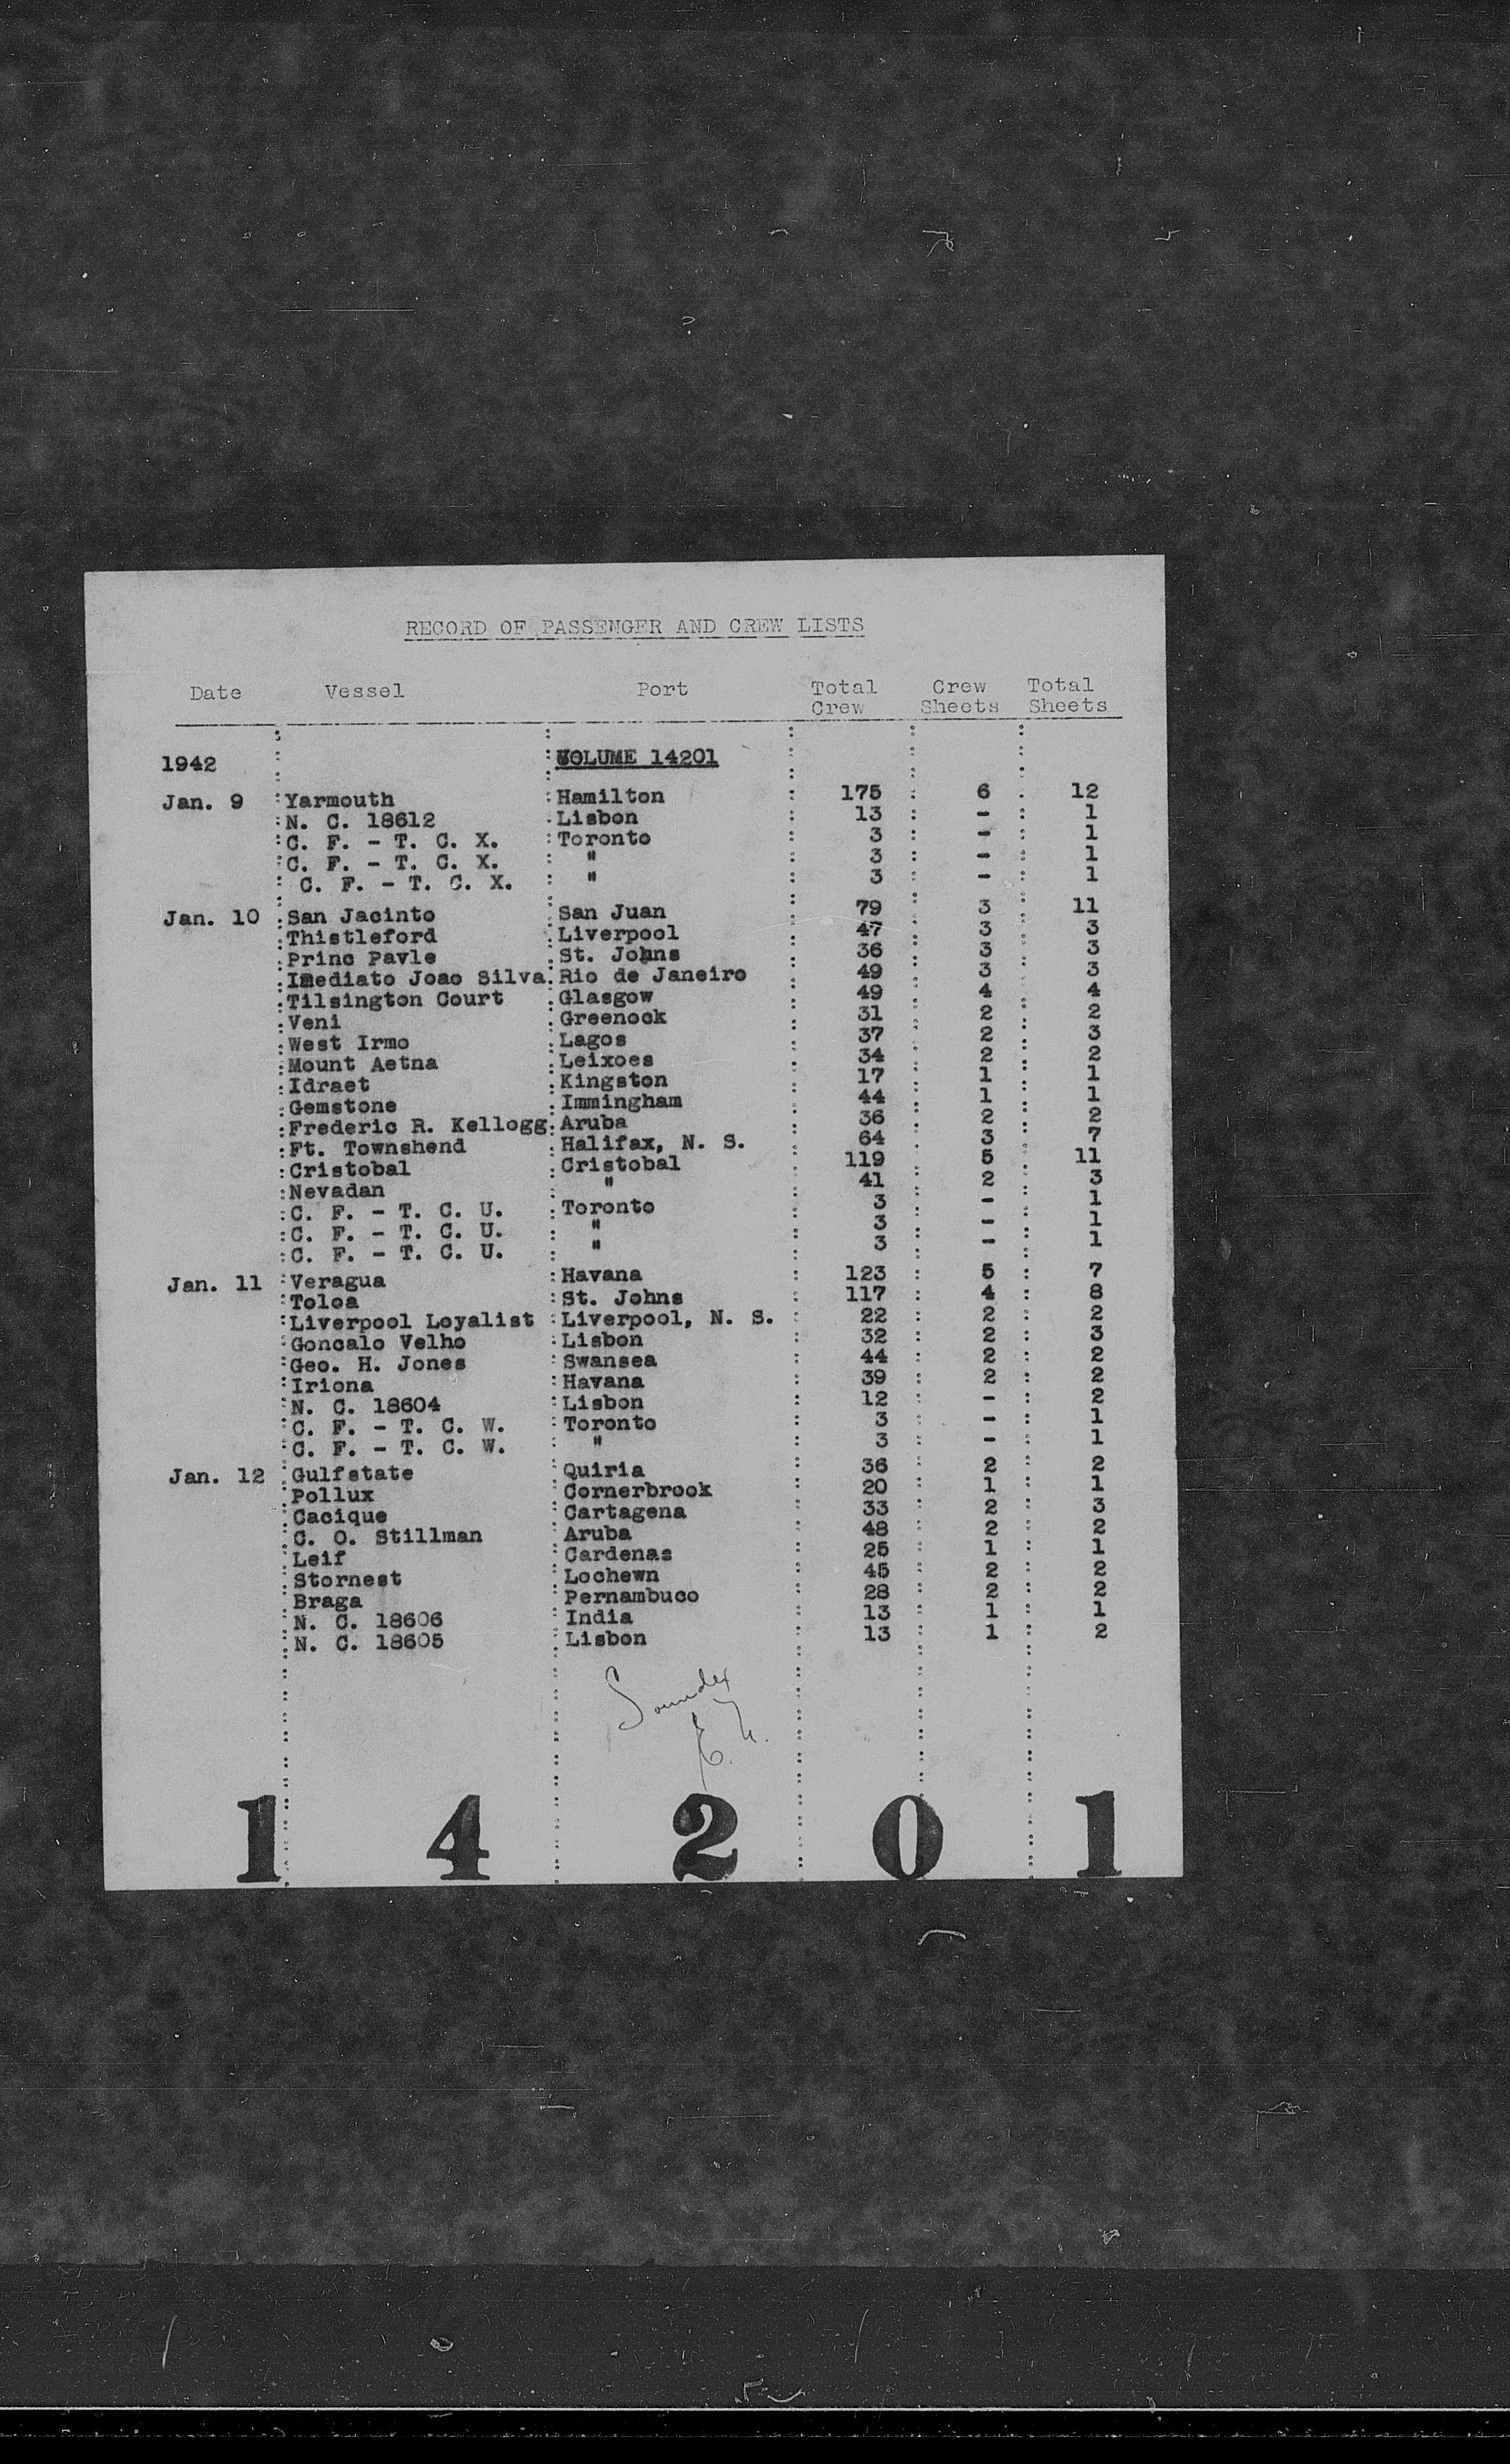 RECORD OF PASSENGER AND CREW LISTS
Date Vessel Port Total Crew Crew Sheets Total Sheets
1942 VOLUME 14201
Jan. 9 Yarmouth Hamilton 175 6 12
N. C. 18612 Lisbon 13 - 1
C. F. - T. C. X. Toronto 3 - 1
C. F. - T. C. X. " 3 - 1
C. F. - T. C. X. " 3 - 1
Jan. 10 San Jacinto San Juan 79 3 11
Thistleford Liverpool 47 3 3
Princ Pavle St. Johns 36 3 3
Imediato Joao Silva Rio de Janeiro 49 3 3
Tilsington Court Glasgow 49 4 4
Veni Greenock 31 2 2
West Irmo Lagos 37 2 3
Mount Aetna Leixoes 34 2 2
Idraet Kingston 17 1 1
Gemstone Immingham 44 1 1
Frederic R. Kellogg Aruba 36 2 2
Ft. Townshend Halifax, N. S. 64 3 7
Cristobal Cristobal 119 5 11
Nevadan " 41 2 3
C. F. - T. C. U. Toronto 3 - 1
C. F. - T. C. U. " 3 - 1
C. F. - T. C. U. " 3 - 1
Jan. 11 Veragua Havana 123 5 7
Toloa St. Johns 117 4 8
Liverpool Loyalist Liverpool, N. S. 22 2 2
Goncalo Velho Lisbon 32 2 3
Geo. H. Jones Swansea 44 2 2
Iriona Havana 39 2 2
N. C. 18604 Lisbon 12 - 2
C. F. - T. C. W. Toronto 3 - 1
C. F. - T. C. W. " 3 - 1
Jan. 12 Gulfstate Quiria 36 2 2
Pollux Cornerbrook 20 1 1
Cacique Cartagena 33 2 3
C. O. Stillman Aruba 48 2 2
Leif Cardenas 25 1 1
Stornest Lochewn 45 2 2
Braga Pernambuco 28 2 2
N. C. 18606 India 13 1 1
N. C. 18605 Lisbon 13 1 2
Soundex
1 4 2 0 1